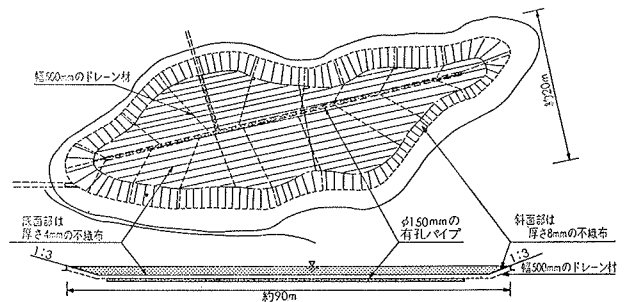 幅500mmのドレーン材
約20m
底面部は
厚さ4mmの不織布
φ150mmの
有孔パイプ
斜面部は
厚さ8mmの不織布
1:3
1:3
幅500mmのドレーン材
約90m